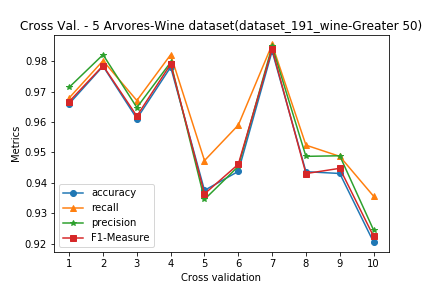 Cross Val. - 5 Arvores-Wine dataset(dataset_191_wine-Greater 50)
Metrics
0.98
0.97
0.96
0.95
0.94
0.93
0.92
accuracy
recall
precision
F1-Measure
1 2 3 4 5 6 7 8 9 10
Cross validation